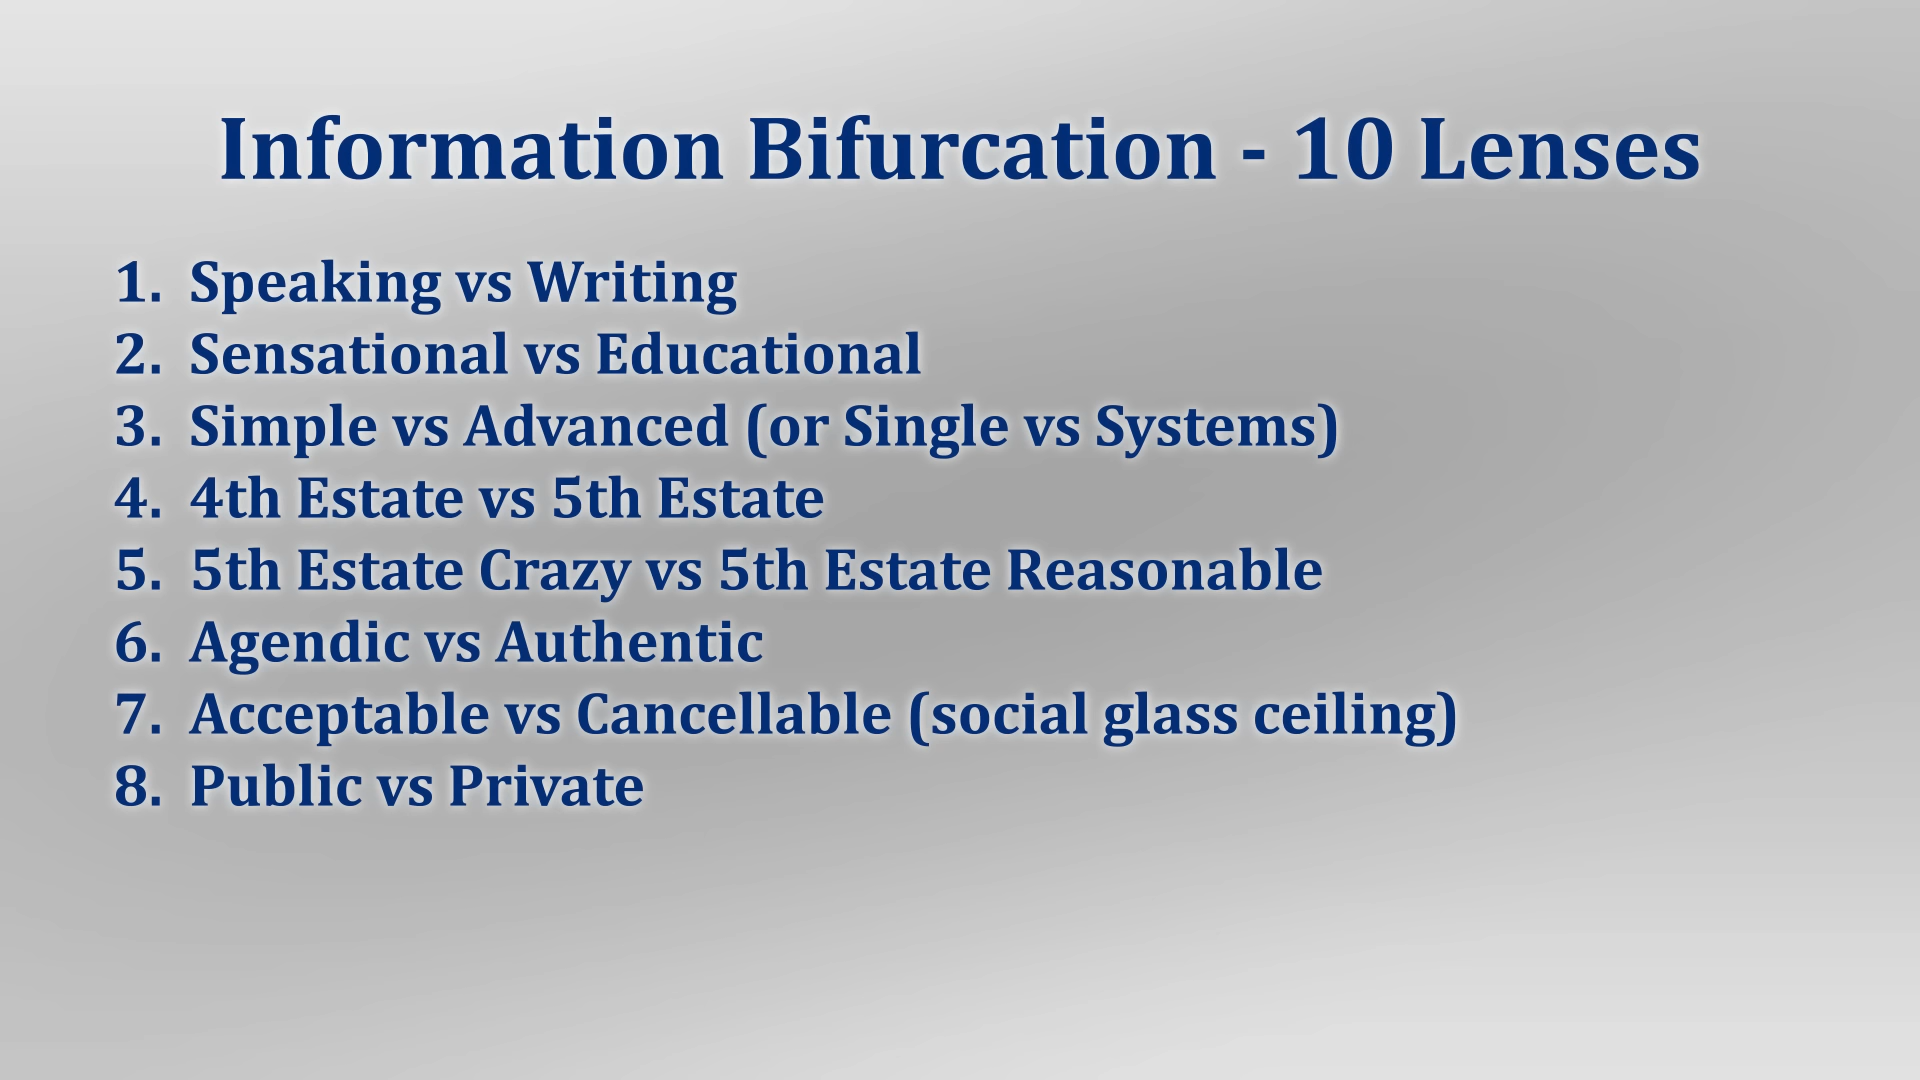 Information Bifurcation - 10 Lenses
1. Speaking vs Writing
2. Sensational vs Educational
3. Simple vs Advanced (or Single vs Systems)
4. 4th Estate vs 5th Estate
5. 5th Estate Crazy vs 5th Estate Reasonable
6. Agendic vs Authentic
7. Acceptable vs Cancellable (social glass ceiling)
8. Public vs Private